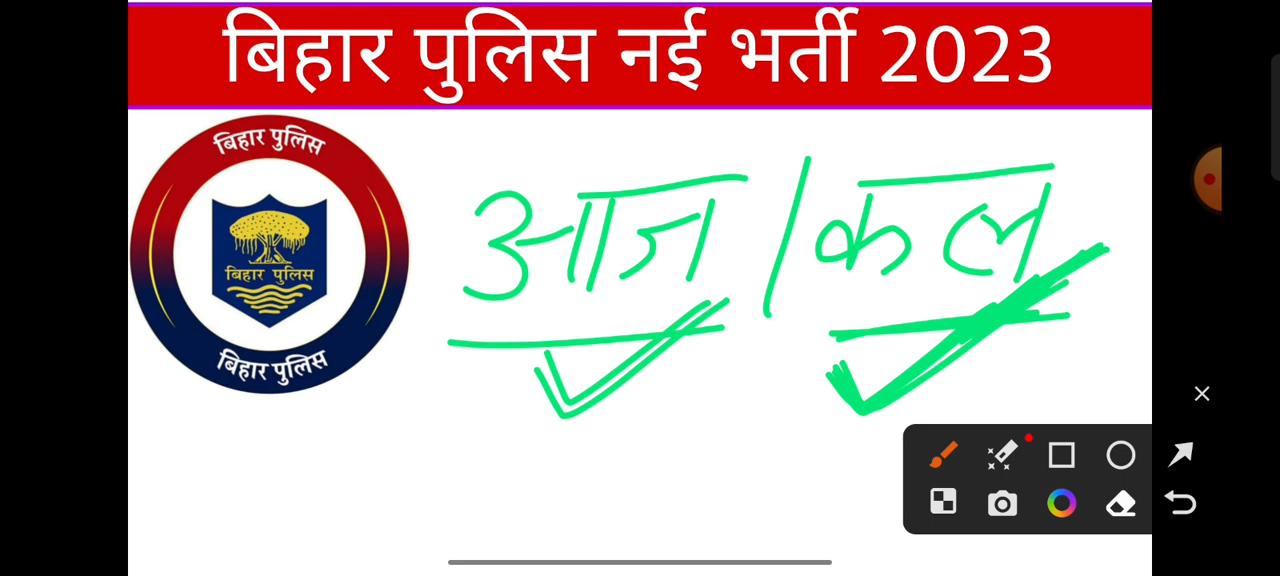 बिहार पुलिस नई भर्ती 2023
बिहार पुलिस
बिहार पुलिस
बिहार पुलिस
आज / कल